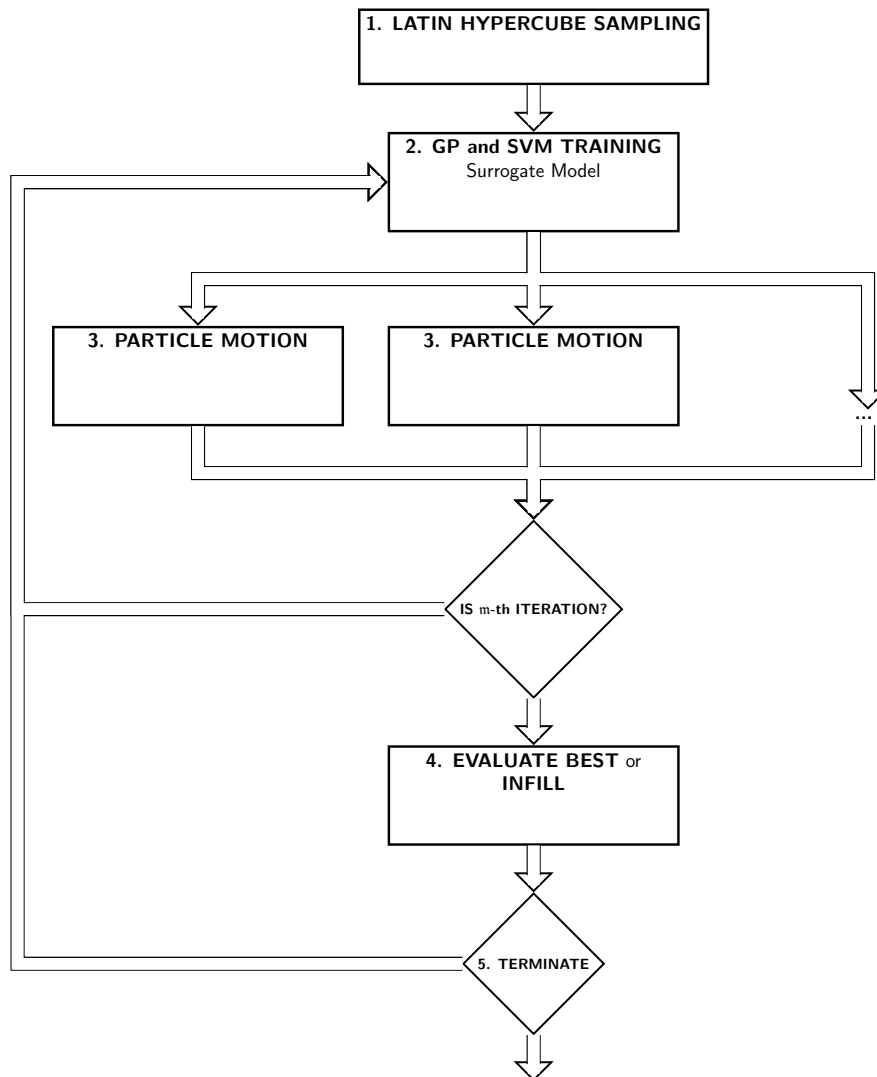 1. LATIN HYPERCUBE SAMPLING
2. GP and SVM TRAINING
Surrogate Model
3. PARTICLE MOTION
3. PARTICLE MOTION
...
IS m-th ITERATION?
4. EVALUATE BEST or
INFILL
5. TERMINATE